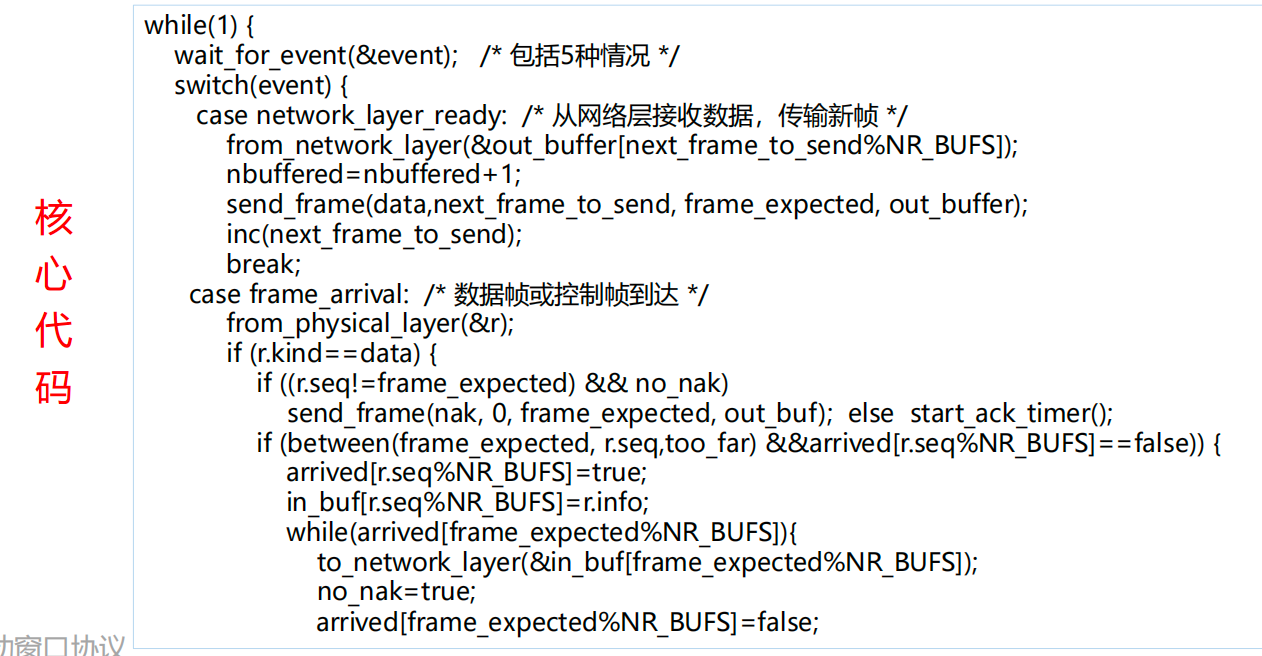 核心代码
while(1) {
wait_for_event(&event); /* 包括5种情况 */
switch(event) {
case network_layer_ready: /* 从网络层接收数据，传输新帧 */
from_network_layer(&out_buffer[next_frame_to_send%NR_BUFS]);
nbuffered=nbuffered+1;
send_frame(data,next_frame_to_send, frame_expected, out_buffer);
inc(next_frame_to_send);
break;
case frame_arrival: /* 数据帧或控制帧到达 */
from_physical_layer(&r);
if (r.kind==data) {
if ((r.seq!=frame_expected) && no_nak)
send_frame(nak, 0, frame_expected, out_buf); else start_ack_timer();
if (between(frame_expected, r.seq,too_far) &&arrived[r.seq%NR_BUFS]==false)) {
arrived[r.seq%NR_BUFS]=true;
in_buf[r.seq%NR_BUFS]=r.info;
while(arrived[frame_expected%NR_BUFS]){
to_network_layer(&in_buf[frame_expected%NR_BUFS]);
no_nak=true;
arrived[frame_expected%NR_BUFS]=false;
动窗口协议